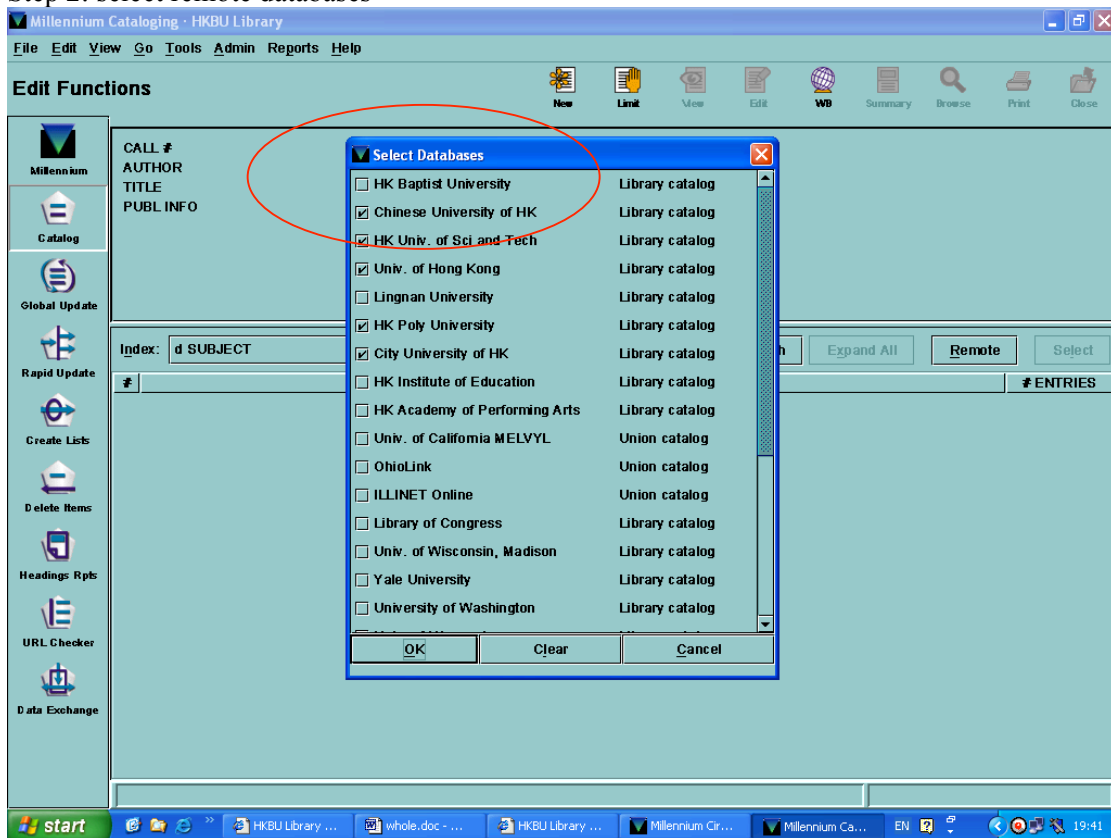 Step 2: select remote databases
Millennium Cataloging · HKBU Library
File Edit View Go Tools Admin Reports Help
Edit Functions
New Limit View Edit WB Summary Browse Print Close
Millennium
Catalog
Global Update
Rapid Update
Create Lists
Delete Items
Headings Rpts
URL Checker
Data Exchange
CALL #
AUTHOR
TITLE
PUBL INFO
Index: d SUBJECT
Expand All Remote Select
# # ENTRIES
Select Databases
HK Baptist University Library catalog
Chinese University of HK Library catalog
HK Univ. of Sci and Tech Library catalog
Univ. of Hong Kong Library catalog
Lingnan University Library catalog
HK Poly University Library catalog
City University of HK Library catalog
HK Institute of Education Library catalog
HK Academy of Performing Arts Library catalog
Univ. of California MELVYL Union catalog
OhioLink Union catalog
ILLINET Online Union catalog
Library of Congress Library catalog
Univ. of Wisconsin, Madison Library catalog
Yale University Library catalog
University of Washington Library catalog
OK Clear Cancel
start HKBU Library ... whole.doc - ... HKBU Library ... Millennium Cir... Millennium Ca... EN 19:41